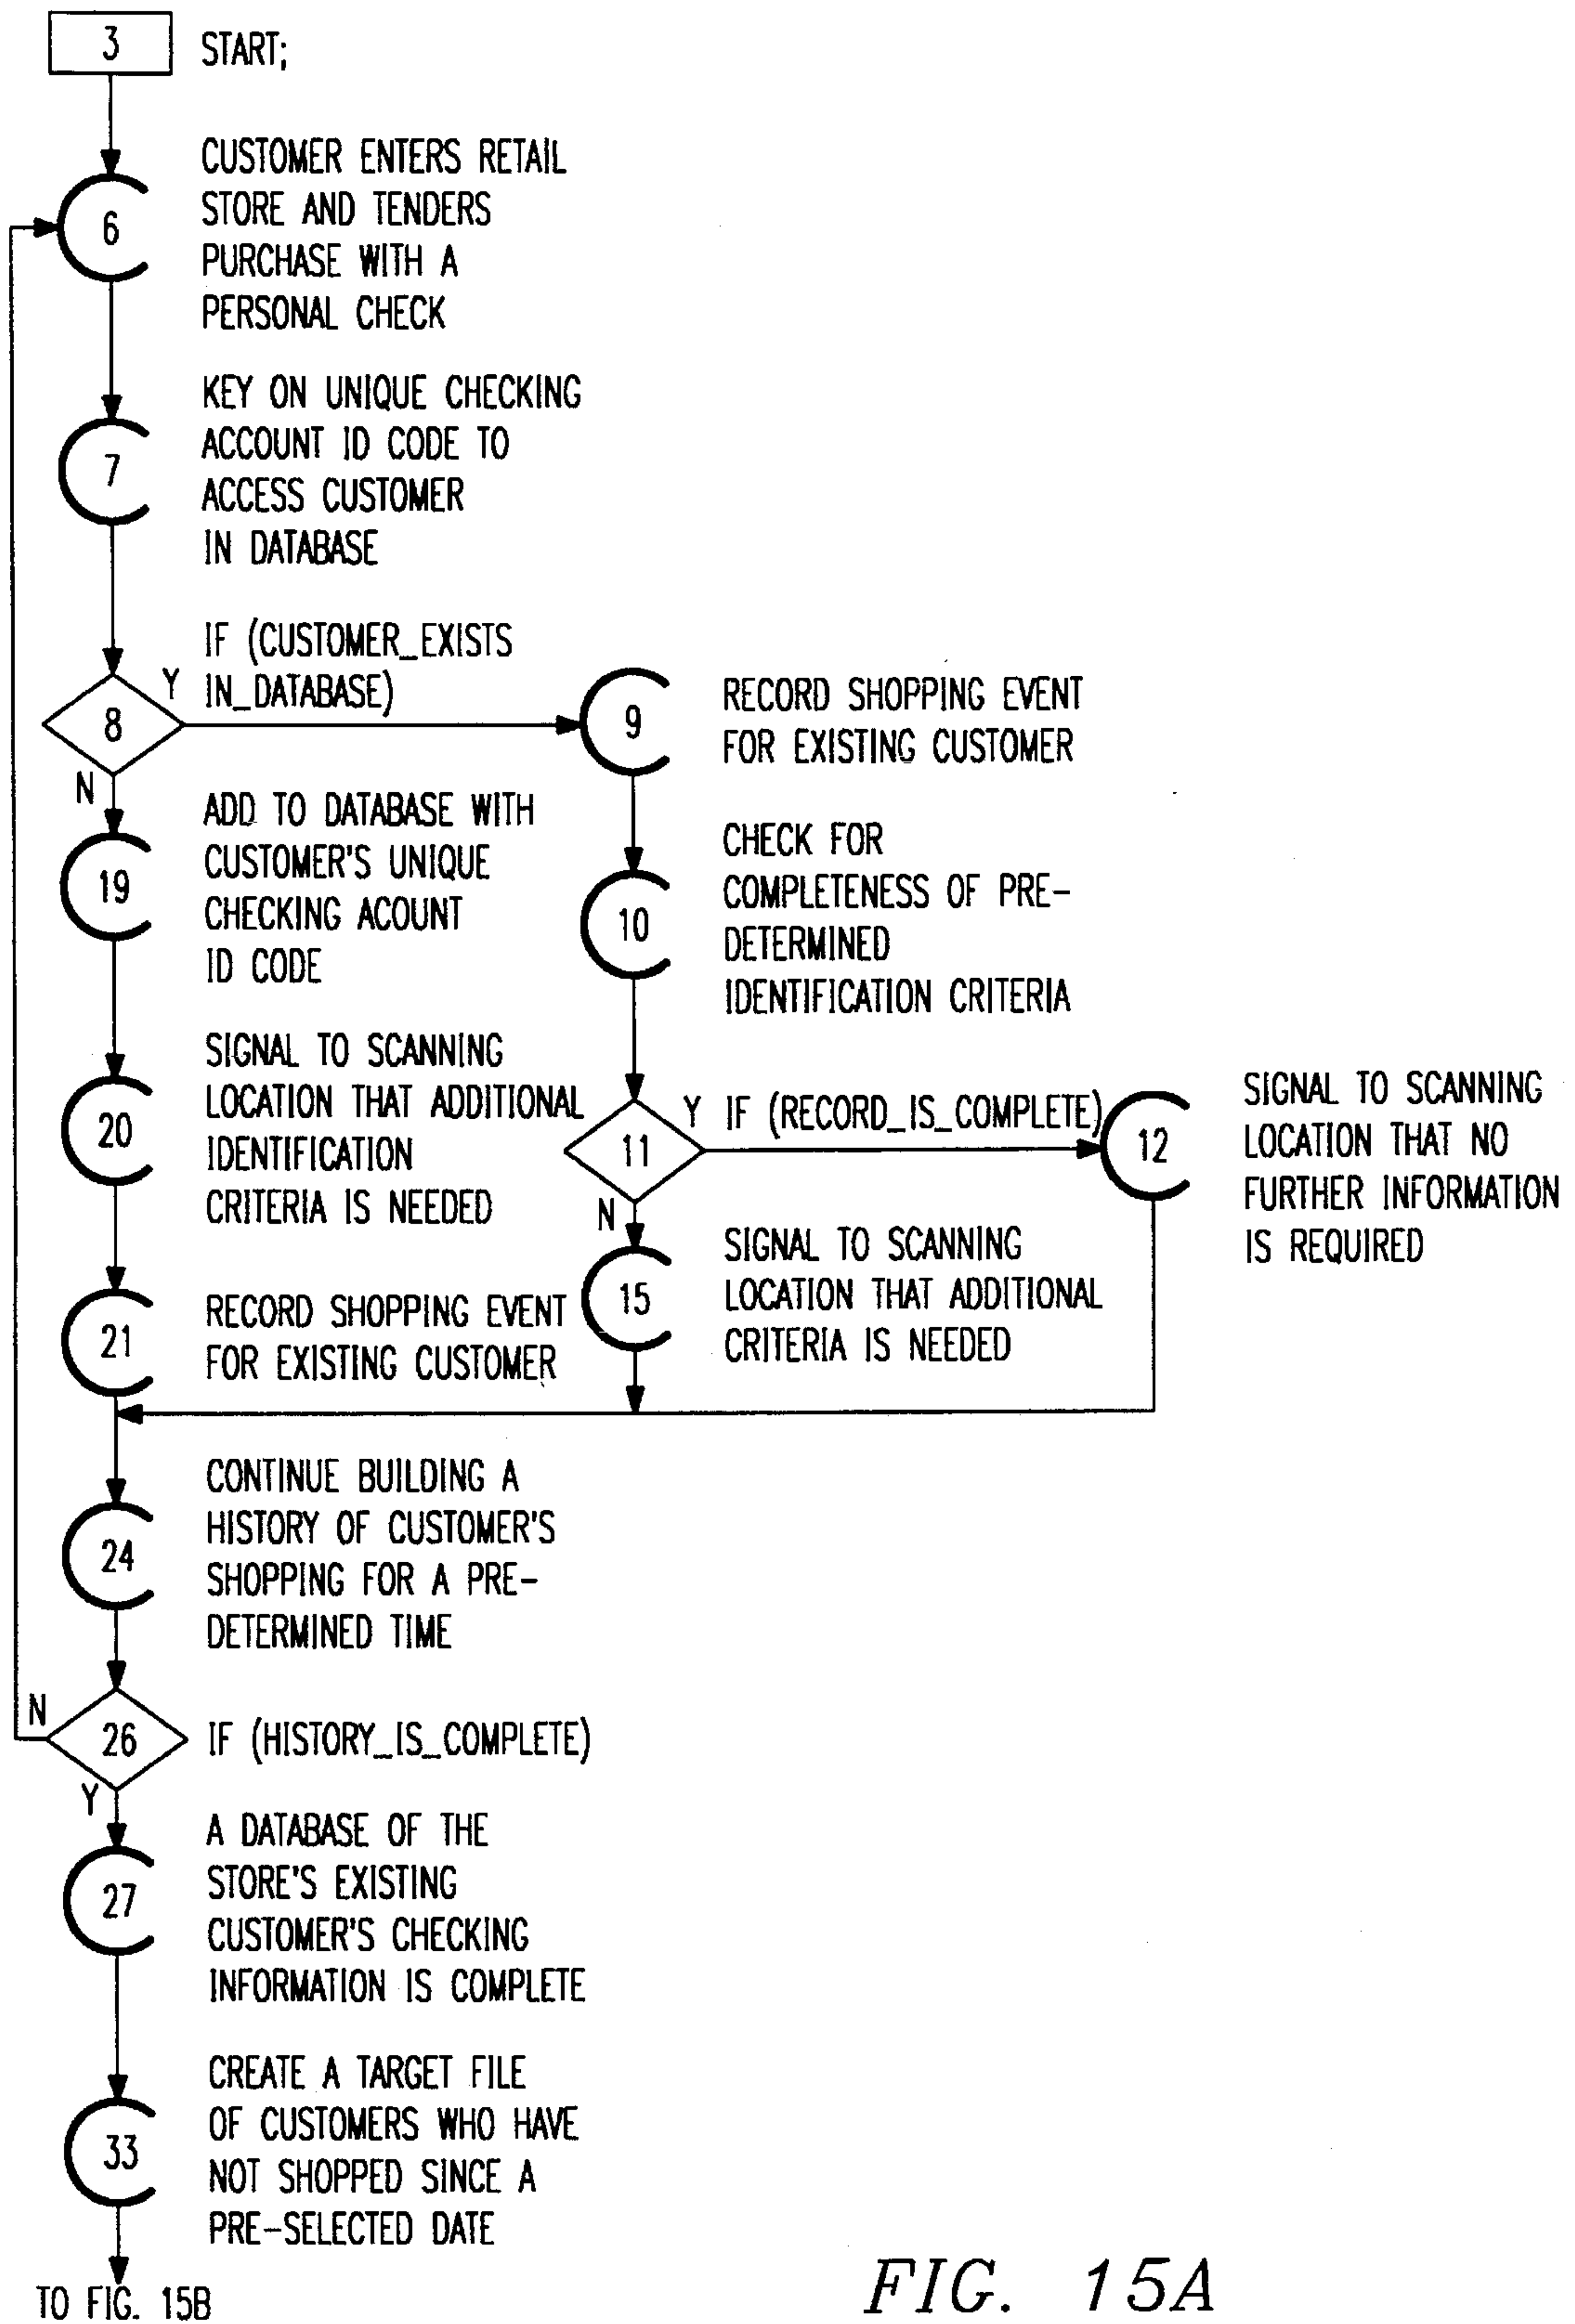 3 START;
CUSTOMER ENTERS RETAIL
STORE AND TENDERS
6
PURCHASE WITH A
PERSONAL CHECK
KEY ON UNIQUE CHECKING
ACCOUNT ID CODE TO
7
ACCESS CUSTOMER
IN DATABASE
IF (CUSTOMER_EXISTS
Y IN_DATABASE)
8
N
9
RECORD SHOPPING EVENT
FOR EXISTING CUSTOMER
ADD TO DATABASE WITH
CUSTOMER'S UNIQUE
19
CHECKING ACOUNT
ID CODE
CHECK FOR
COMPLETENESS OF PRE-
10
DETERMINED
IDENTIFICATION CRITERIA
SIGNAL TO SCANNING
LOCATION THAT ADDITIONAL
20
IDENTIFICATION
CRITERIA IS NEEDED
Y IF (RECORD_IS_COMPLETE)
11
N
12
SIGNAL TO SCANNING
LOCATION THAT NO
FURTHER INFORMATION
IS REQUIRED
15
SIGNAL TO SCANNING
LOCATION THAT ADDITIONAL
CRITERIA IS NEEDED
21
RECORD SHOPPING EVENT
FOR EXISTING CUSTOMER
CONTINUE BUILDING A
HISTORY OF CUSTOMER'S
24
SHOPPING FOR A PRE-
DETERMINED TIME
N
26 IF (HISTORY_IS_COMPLETE)
Y
A DATABASE OF THE
STORE'S EXISTING
27
CUSTOMER'S CHECKING
INFORMATION IS COMPLETE
CREATE A TARGET FILE
OF CUSTOMERS WHO HAVE
33
NOT SHOPPED SINCE A
PRE-SELECTED DATE
TO FIG. 15B
FIG. 15A